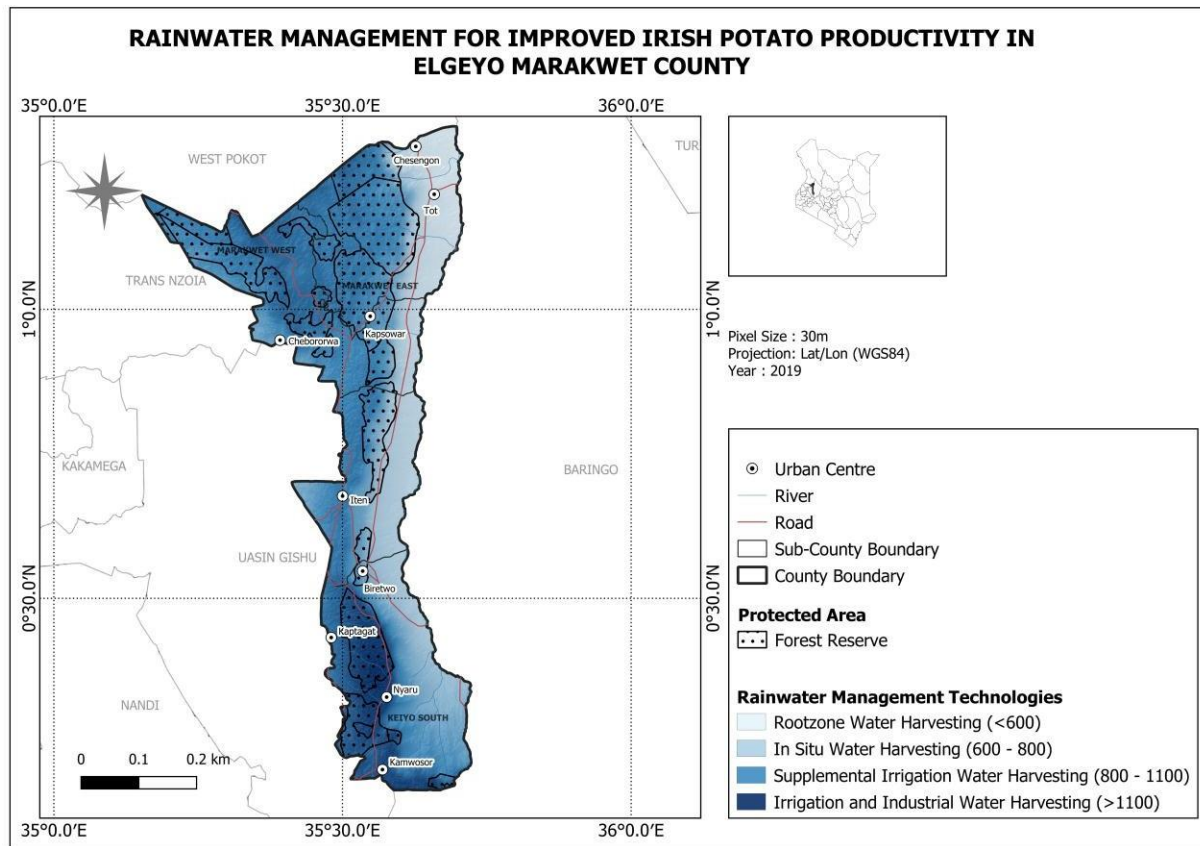 RAINWATER MANAGEMENT FOR IMPROVED IRISH POTATO PRODUCTIVITY IN
ELGEYO MARAKWET COUNTY
35°0.0′E
35°30.0′E
36°0.0′E
WEST POKOT
TUR
Chesengon
Tot
MARAKWET WEST
TRANS NZOIA
MARAKWET EAST
1°0.0′N
1°0.0′N
Kapsowar
Chebororwa
KAKAMEGA
BARINGO
Iten
UASIN GISHU
Biretwo
0°30.0′N
0°30.0′N
Kaptagat
Nyaru
NANDI
KEIYO SOUTH
Kamwosor
0 0.1 0.2 km
35°0.0′E
35°30.0′E
36°0.0′E
Pixel Size : 30m
Projection: Lat/Lon (WGS84)
Year : 2019
Urban Centre
River
Road
Sub-County Boundary
County Boundary
Protected Area
Forest Reserve
Rainwater Management Technologies
Rootzone Water Harvesting (<600)
In Situ Water Harvesting (600 - 800)
Supplemental Irrigation Water Harvesting (800 - 1100)
Irrigation and Industrial Water Harvesting (>1100)